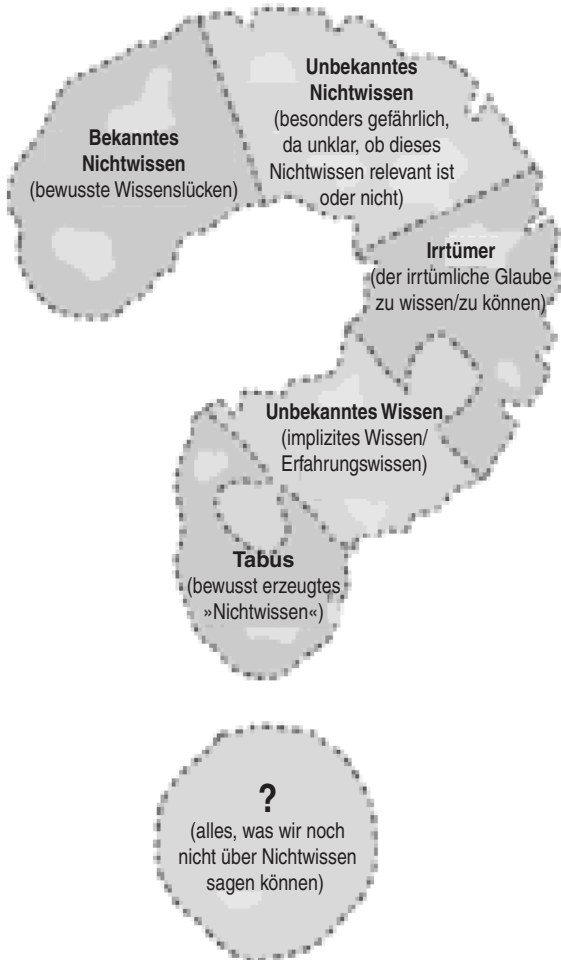 Bekanntes
Nichtwissen
(bewusste Wissenslücken)
Unbekanntes
Nichtwissen
(besonders gefährlich,
da unklar, ob dieses
Nichtwissen relevant ist
oder nicht)
Irrtümer
(der irrtümliche Glaube
zu wissen/zu können)
Unbekanntes Wissen
(implizites Wissen/
Erfahrungswissen)
Tabus
(bewusst erzeugtes
»Nichtwissen«)
?
(alles, was wir noch
nicht über Nichtwissen
sagen können)